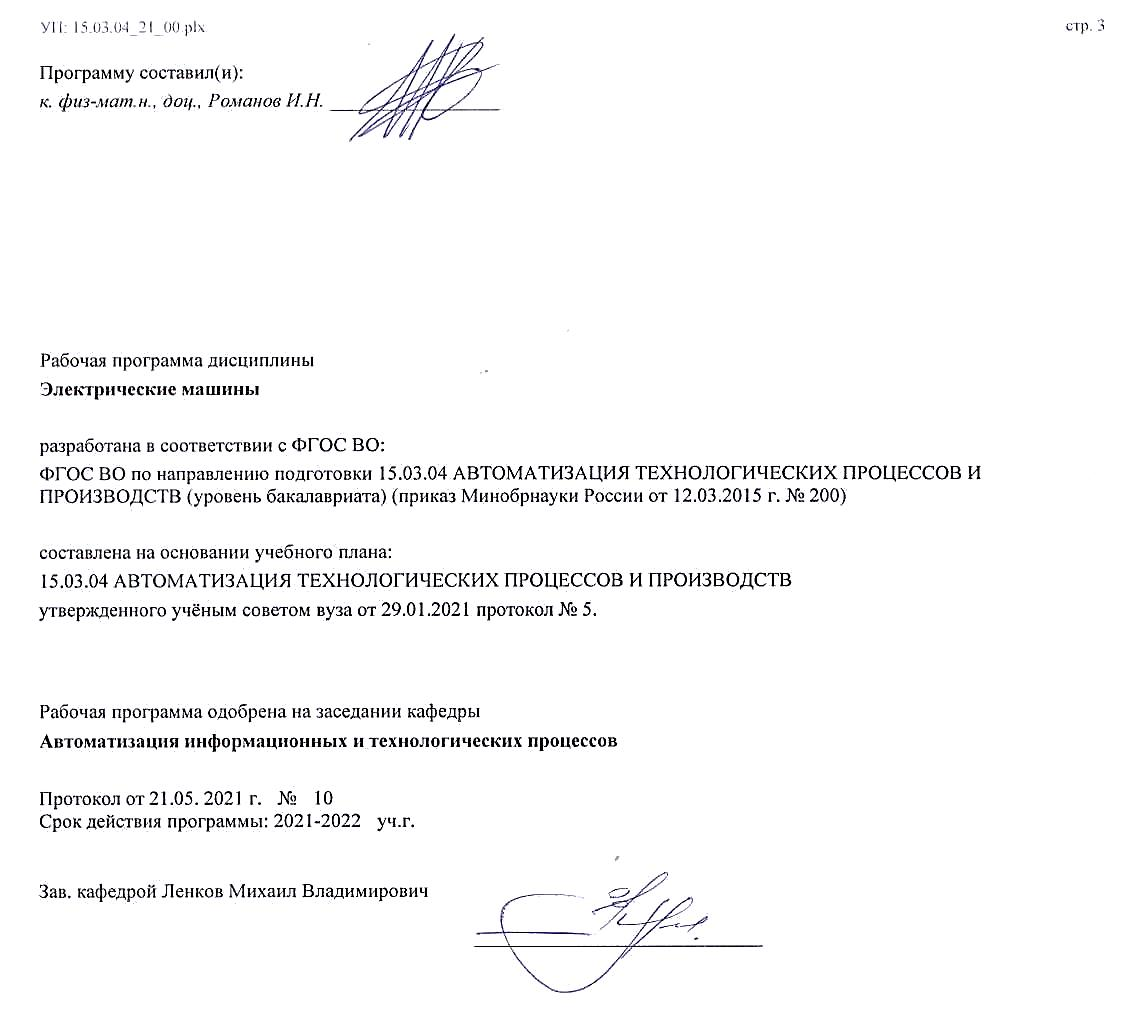 УП: 15.03.04_21_00.plx
стр. 3
Программу составил(и):
к. физ-мат.н., доц., Романов И.Н.
Рабочая программа дисциплины
Электрические машины
разработана в соответствии с ФГОС ВО:
ФГОС ВО по направлению подготовки 15.03.04 АВТОМАТИЗАЦИЯ ТЕХНОЛОГИЧЕСКИХ ПРОЦЕССОВ И
ПРОИЗВОДСТВ (уровень бакалавриата) (приказ Минобрнауки России от 12.03.2015 г. № 200)
составлена на основании учебного плана:
15.03.04 АВТОМАТИЗАЦИЯ ТЕХНОЛОГИЧЕСКИХ ПРОЦЕССОВ И ПРОИЗВОДСТВ
утвержденного учёным советом вуза от 29.01.2021 протокол № 5.
Рабочая программа одобрена на заседании кафедры
Автоматизация информационных и технологических процессов
Протокол от 21.05. 2021 г. № 10
Срок действия программы: 2021-2022 уч.г.
Зав. кафедрой Ленков Михаил Владимирович